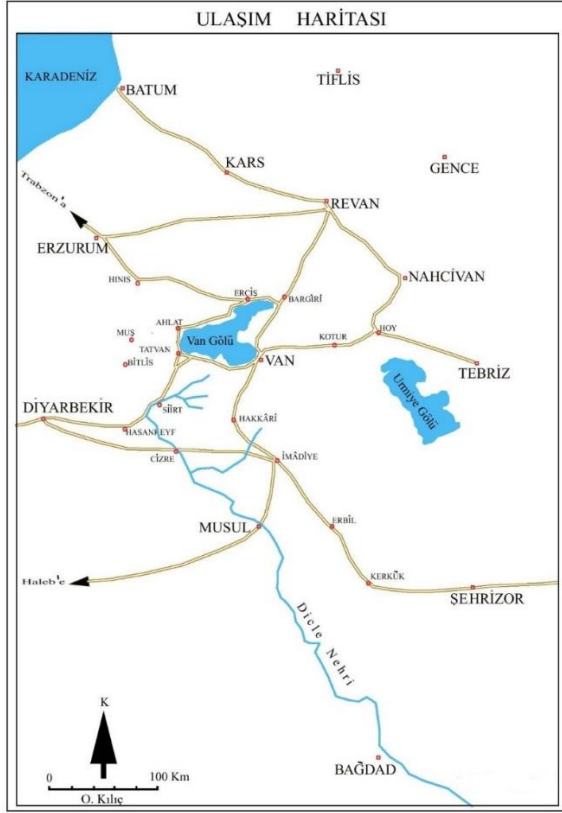 ULAŞIM HARİTASI
KARADENİZ
BATUM
TİFLİS
KARS
GENCE
Trabzon'a
REVAN
ERZURUM
HINIS
NAHCİVAN
ERCİŞ
BARGİRİ
AHLAT
MUŞ
Van Gölü
KOTUR
HOY
TATVAN
BİTLİS
VAN
TEBRİZ
Urmiye Gölü
DİYARBEKİR
SİİRT
HASANKEYF
HAKKÂRİ
CİZRE
İMÂDİYE
MUSUL
ERBİL
Haleb'e
KERKÜK
ŞEHRİZOR
Dicle Nehri
K
BAĞDAD
0 100 Km
O. Kılıç